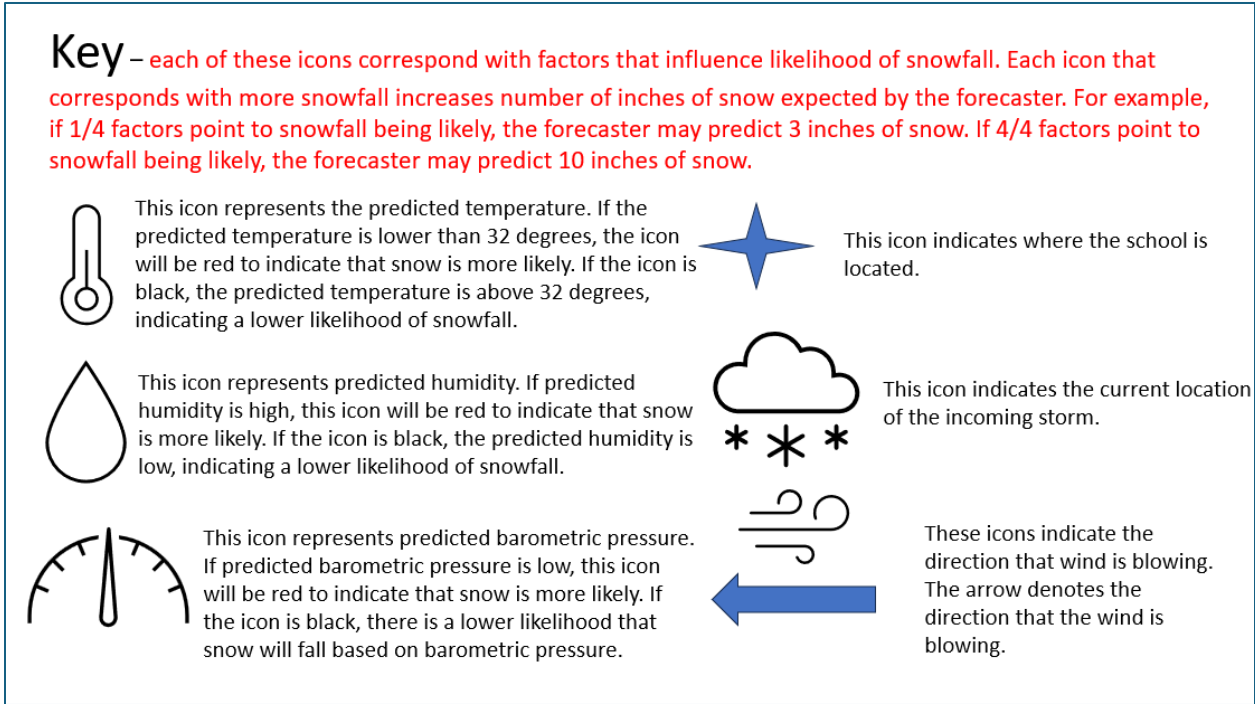 Key – each of these icons correspond with factors that influence likelihood of snowfall. Each icon that
corresponds with more snowfall increases number of inches of snow expected by the forecaster. For example,
if 1/4 factors point to snowfall being likely, the forecaster may predict 3 inches of snow. If 4/4 factors point to
snowfall being likely, the forecaster may predict 10 inches of snow.
This icon represents the predicted temperature. If the
predicted temperature is lower than 32 degrees, the icon
will be red to indicate that snow is more likely. If the icon is
black, the predicted temperature is above 32 degrees,
indicating a lower likelihood of snowfall.
This icon represents predicted humidity. If predicted
humidity is high, this icon will be red to indicate that snow
is more likely. If the icon is black, the predicted humidity is
low, indicating a lower likelihood of snowfall.
This icon represents predicted barometric pressure.
If predicted barometric pressure is low, this icon
will be red to indicate that snow is more likely. If
the icon is black, there is a lower likelihood that
snow will fall based on barometric pressure.
This icon indicates where the school is
located.
This icon indicates the current location
of the incoming storm.
These icons indicate the
direction that wind is blowing.
The arrow denotes the
direction that the wind is
blowing.